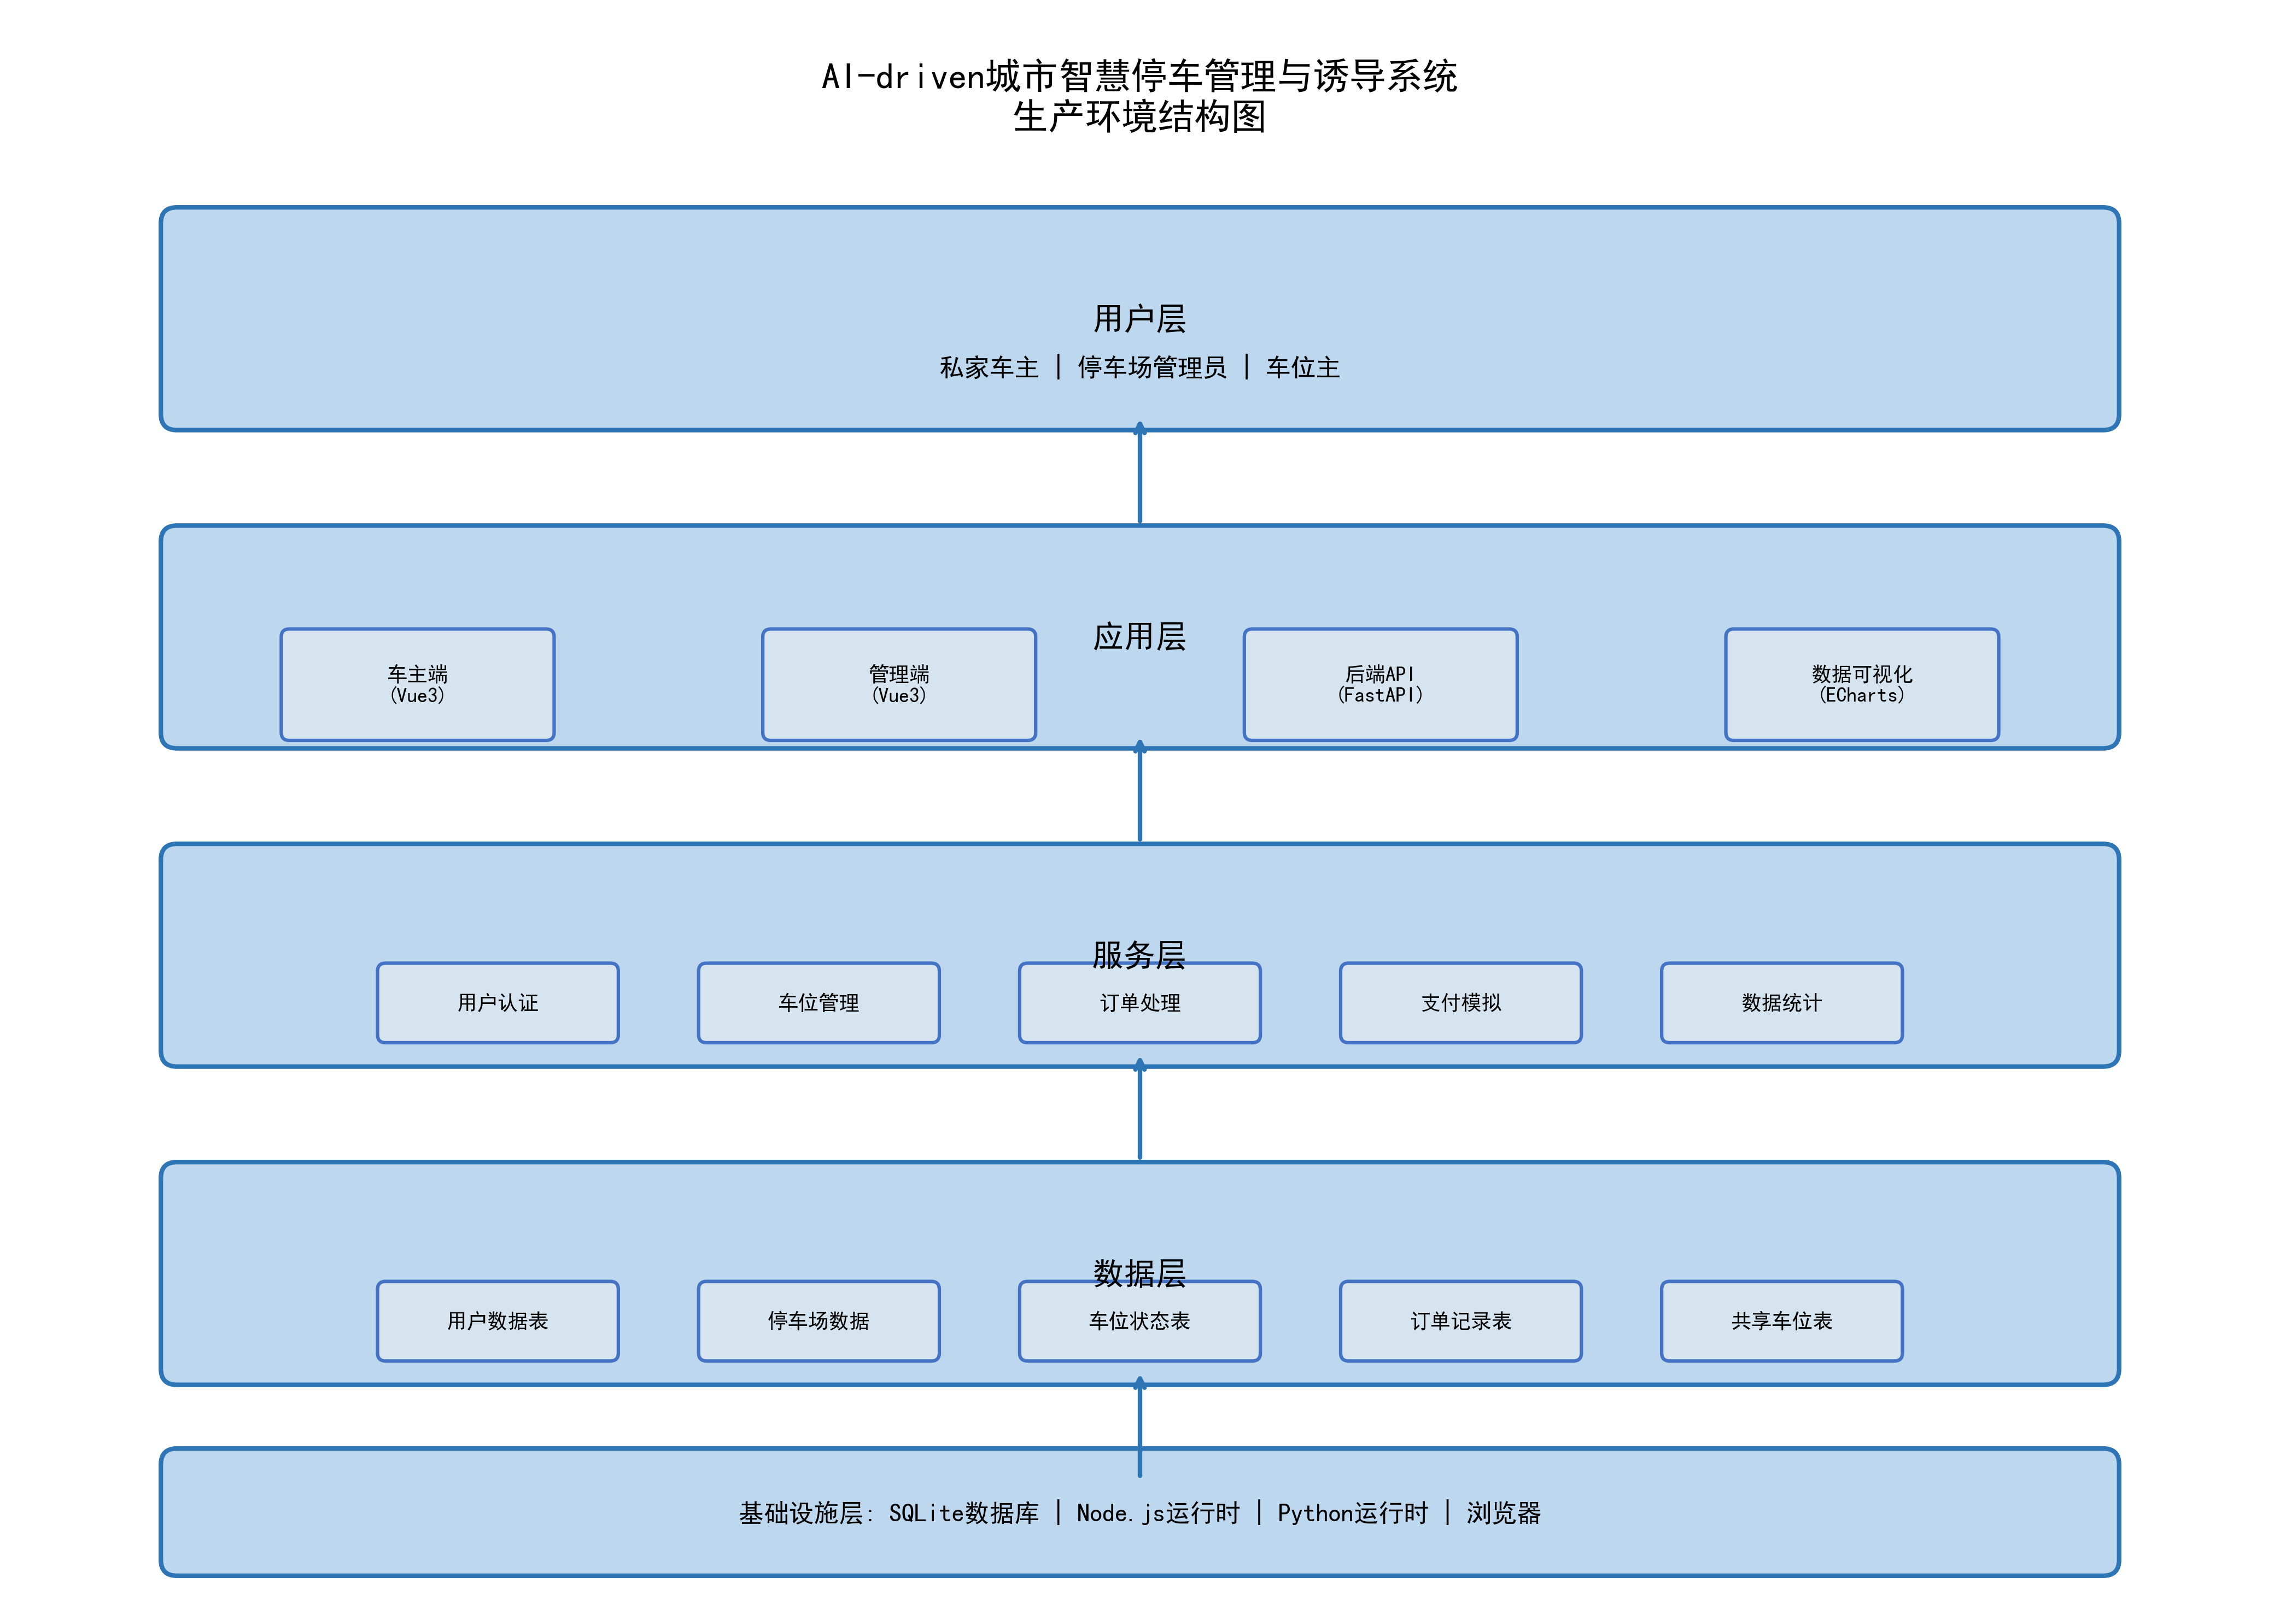 AI-driven城市智慧停车管理与诱导系统
生产环境结构图
用户层
私家车主 | 停车场管理员 | 车位主
应用层
车主端
(Vue3)
管理端
(Vue3)
后端API
(FastAPI)
数据可视化
(ECharts)
服务层
用户认证
车位管理
订单处理
支付模拟
数据统计
数据层
用户数据表
停车场数据
车位状态表
订单记录表
共享车位表
基础设施层: SQLite数据库 | Node.js运行时 | Python运行时 | 浏览器